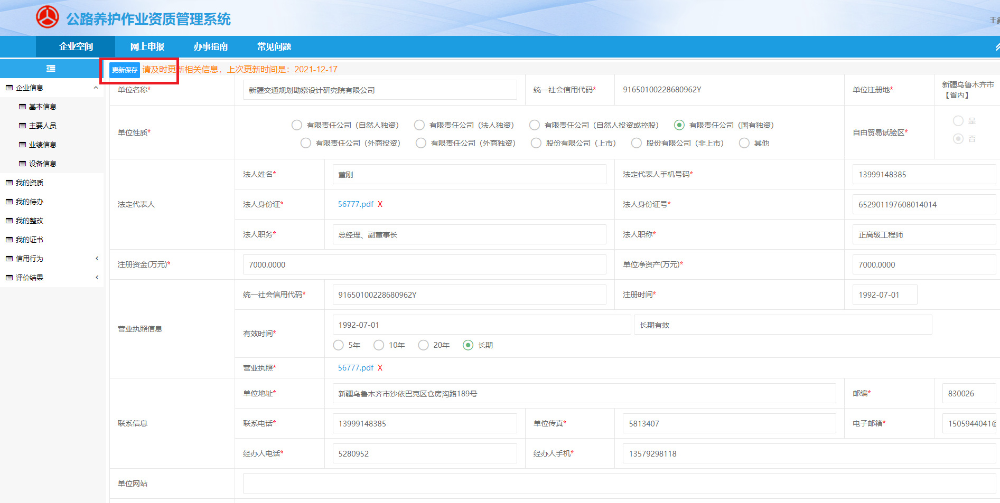 公路养护作业资质管理系统
王鑫
企业空间 网上申报 办事指南 常见问题
更新保存 请及时更新相关信息，上次更新时间是：2021-12-17
企业信息
基本信息
主要人员
业绩信息
设备信息
我的资质
我的待办
我的整改
我的证书
信用行为
评价结果
单位名称* 新疆交通规划勘察设计研究院有限公司 统一社会信用代码* 91650100228680962Y 单位注册地* 新疆乌鲁木齐市
【省内】
单位性质* 有限责任公司（自然人独资） 有限责任公司（法人独资） 有限责任公司（自然人投资或控股） 有限责任公司（国有独资）
有限责任公司（外商投资） 有限责任公司（外商独资） 股份有限公司（上市） 股份有限公司（非上市） 其他
自由贸易试验区* 是
否
法定代表人
法人姓名* 董刚 法定代表人手机号码* 13999148385
法人身份证* 56777.pdf X 法人身份证号* 652901197608014014
法人职务* 总经理、副董事长 法人职称* 正高级工程师
注册资金(万元)* 7000.0000 单位净资产(万元)* 7000.0000
营业执照信息
统一社会信用代码* 91650100228680962Y 注册时间* 1992-07-01
有效时间* 1992-07-01 长期有效
5年 10年 20年 长期
营业执照* 56777.pdf X
联系信息
单位地址* 新疆乌鲁木齐市沙依巴克区仓房沟路189号 邮编* 830026
联系电话* 13999148385 单位传真* 5813407 电子邮箱* 1505944041@
经办人电话* 5280952 经办人手机* 13579298118
单位网站